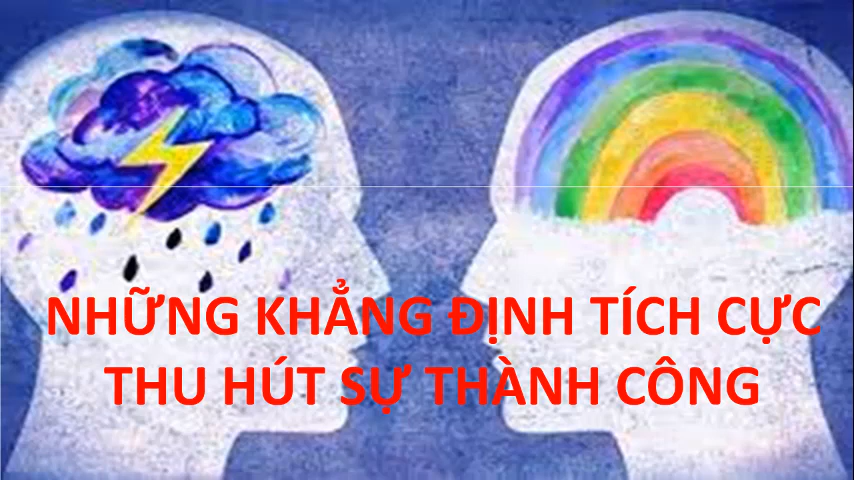 NHỮNG KHẲNG ĐỊNH TÍCH CỰC
THU HÚT SỰ THÀNH CÔNG